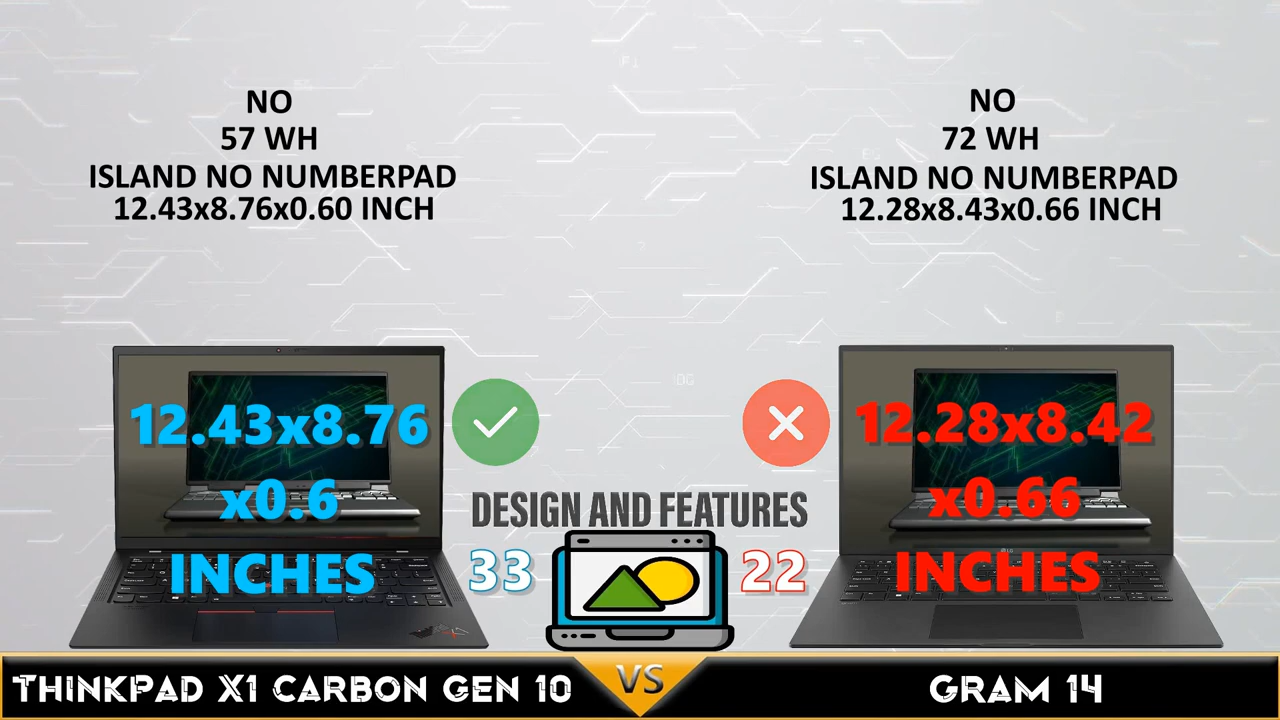 NO
57 WH
ISLAND NO NUMBERPAD
12.43x8.76x0.60 INCH
NO
72 WH
ISLAND NO NUMBERPAD
12.28x8.43x0.66 INCH
12.43x8.76
x0.6
INCHES
12.28x8.42
x0.66
INCHES
DESIGN AND FEATURES
33
22
THINKPAD X1 CARBON GEN 10
VS
GRAM 14